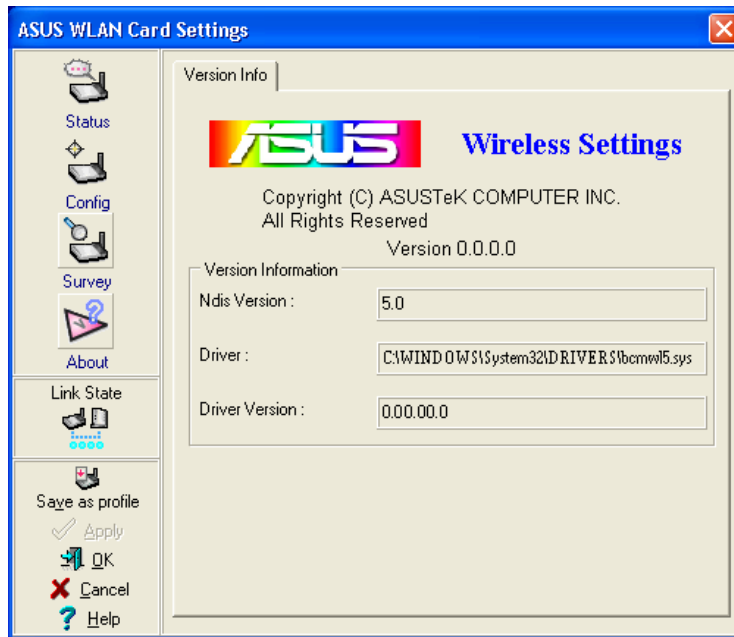 ASUS WLAN Card Settings
Status
Config
Survey
About
Link State
Save as profile
Apply
OK
Cancel
Help
Version Info
ASUS
Wireless Settings
Copyright (C) ASUSTeK COMPUTER INC.
All Rights Reserved
Version 0.0.0.0
Version Information
Ndis Version :
5.0
Driver :
C:\WINDOWS\System32\DRIVERS\bcmwl5.sys
Driver Version :
0.00.00.0